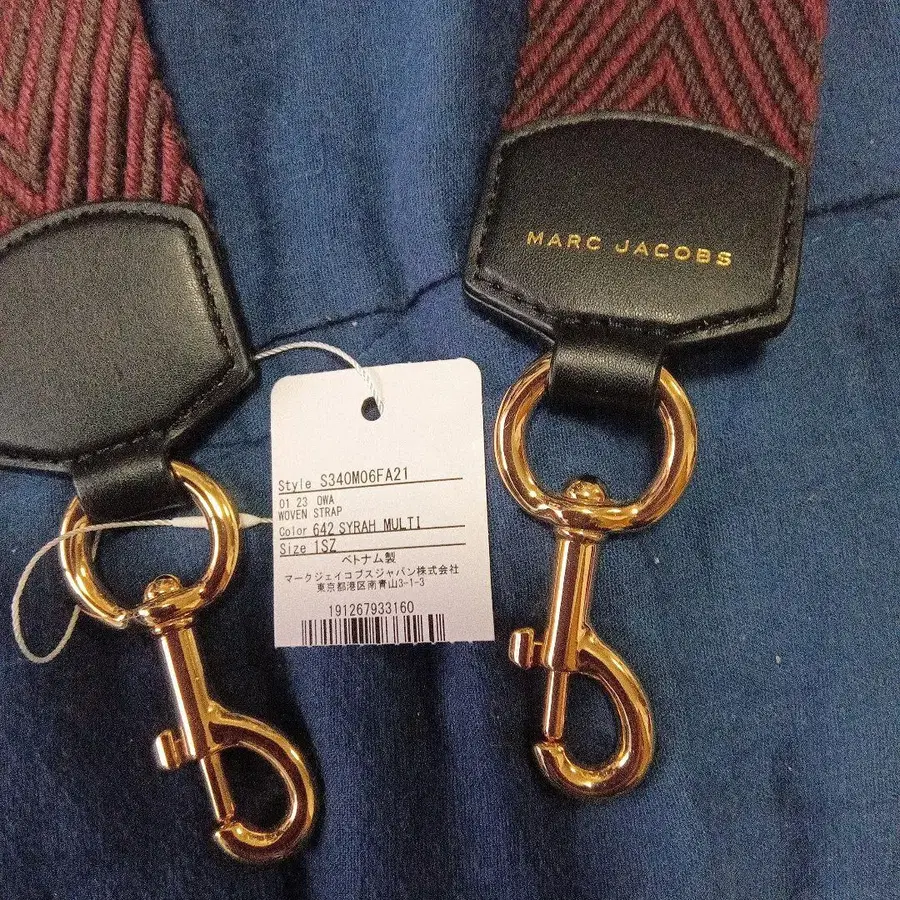 MARC JACOBS
Style S340M06FA21
01 23 OWA
WOVEN STRAP
Color 642 SYRAH MULTI
Size 1SZ
ベトナム製
マークジェイコブスジャパン株式会社
東京都港区南青山3-1-3
191267933160